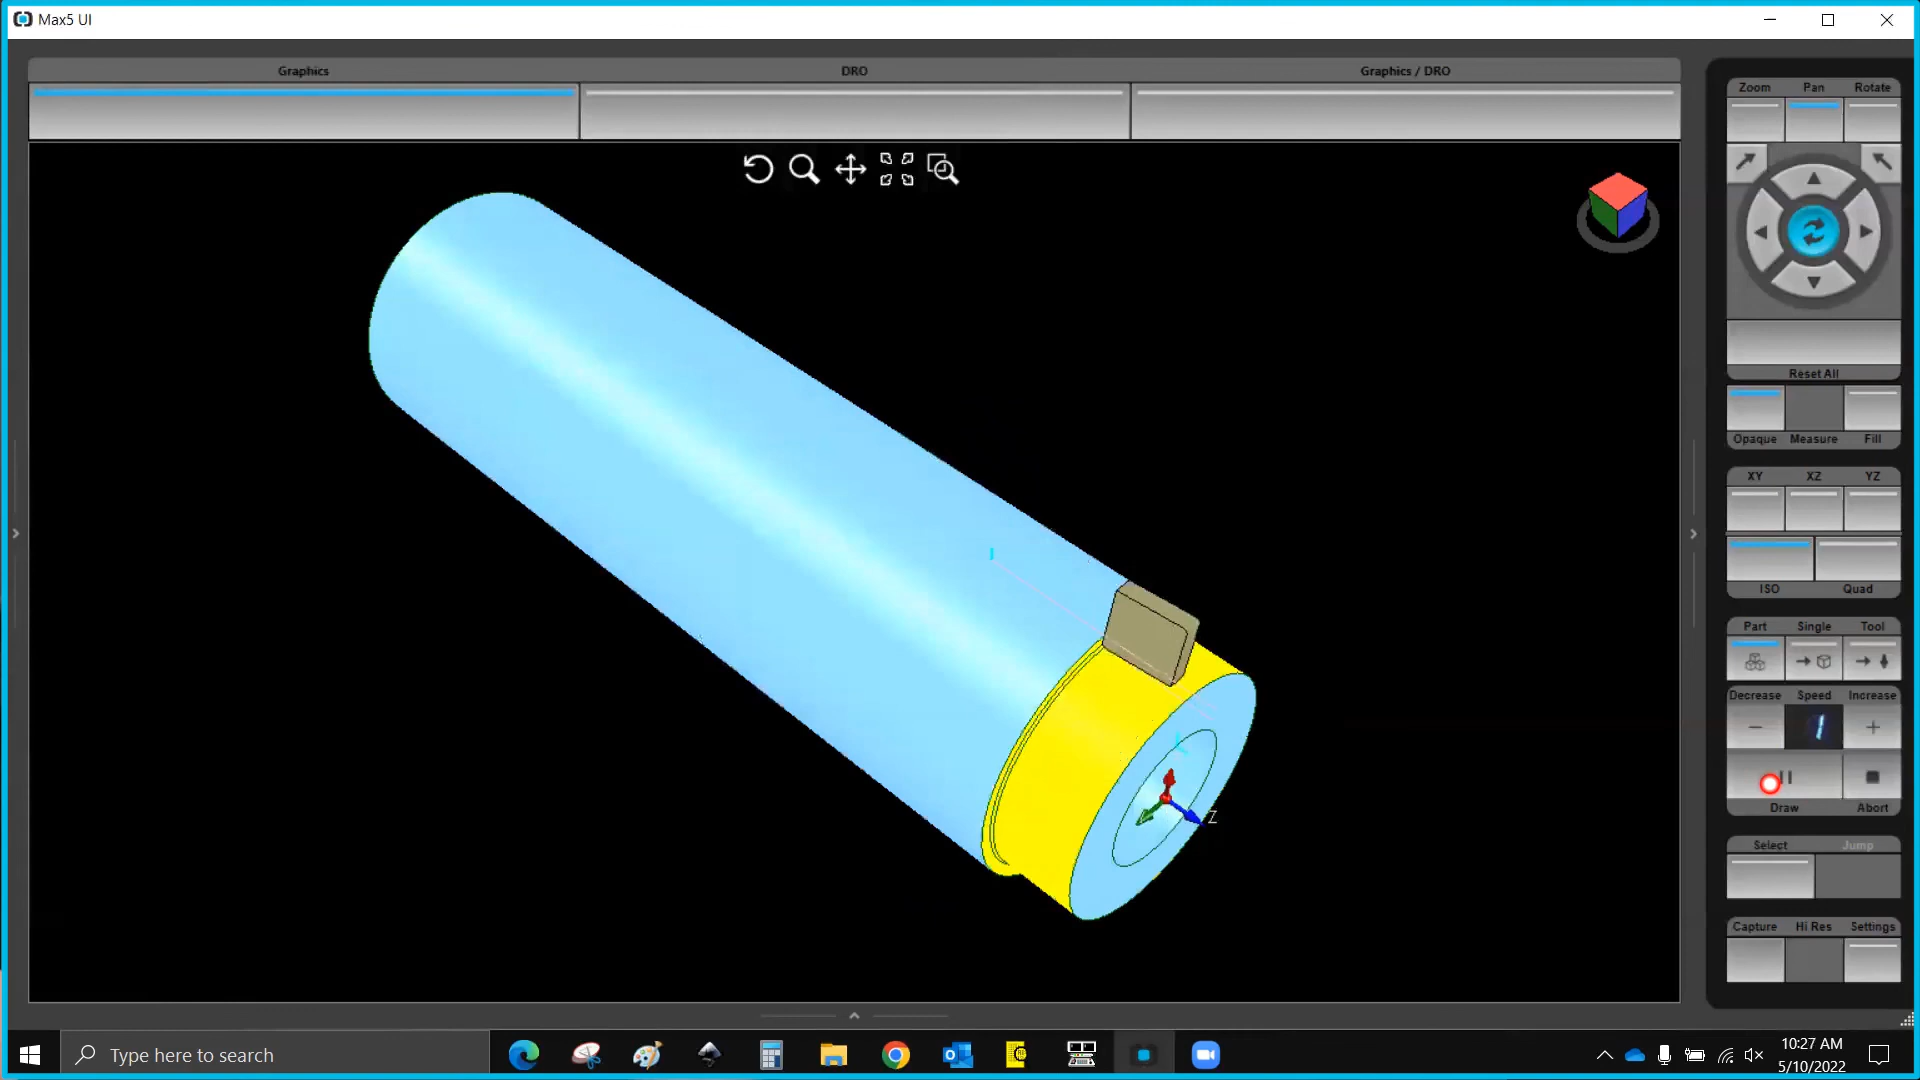 Max5 UI
Graphics
DRO
Graphics / DRO
Zoom Pan Rotate
Reset All
Opaque Measure Fill
XY XZ YZ
ISO Quad
Part Single Tool
Decrease Speed Increase
1
Draw Abort
Select Jump
Capture Hi Res Settings
Z
Type here to search
10:27 AM
5/10/2022